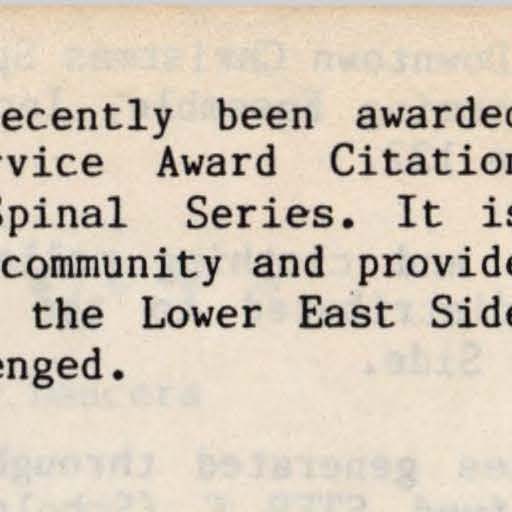 ecently been awarded
rvice Award Citation
Spinal Series. It is
community and provide
the Lower East Side
enged.